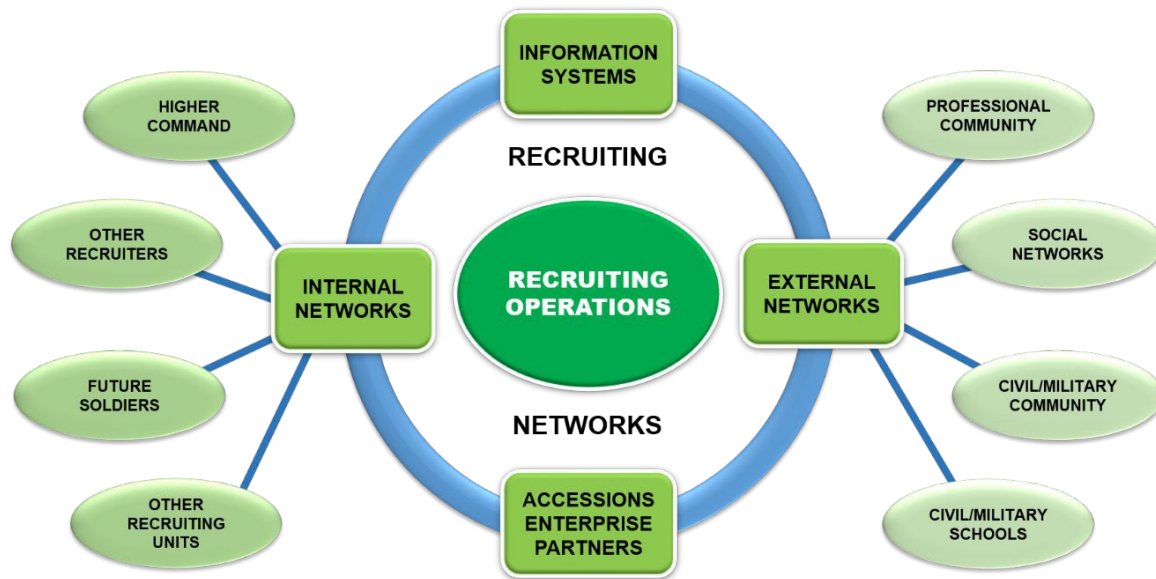 INFORMATION
SYSTEMS
HIGHER
COMMAND
PROFESSIONAL
COMMUNITY
RECRUITING
OTHER
RECRUITERS
SOCIAL
NETWORKS
INTERNAL
NETWORKS
RECRUITING
OPERATIONS
EXTERNAL
NETWORKS
FUTURE
SOLDIERS
CIVIL/MILITARY
COMMUNITY
NETWORKS
OTHER
RECRUITING
UNITS
ACCESSIONS
ENTERPRISE
PARTNERS
CIVIL/MILITARY
SCHOOLS